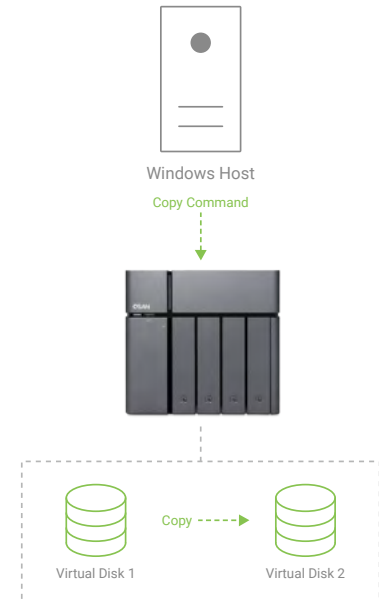 Windows Host
Copy Command
QSAN
Copy
Virtual Disk 1
Virtual Disk 2